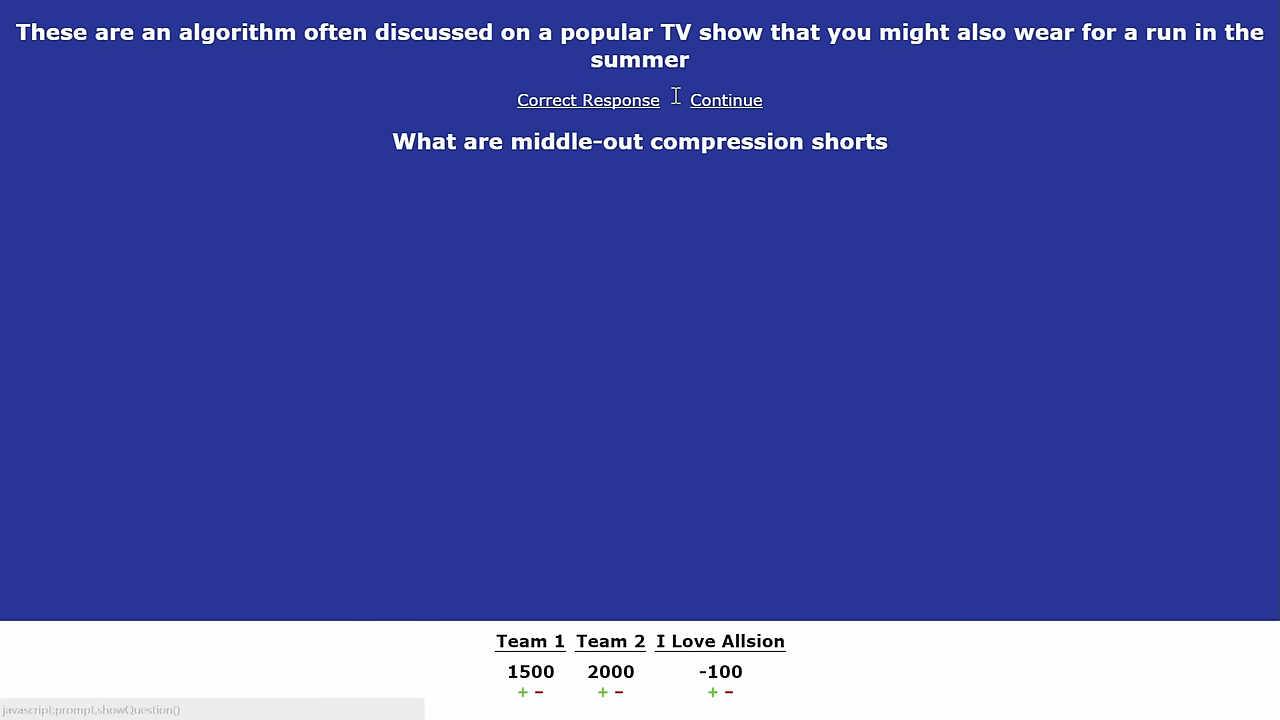 These are an algorithm often discussed on a popular TV show that you might also wear for a run in the
summer
Correct Response Continue
What are middle-out compression shorts
Team 1 Team 2 I Love Allsion
1500 2000 -100
+ - + - + -
javascript:prompt.showQuestion()